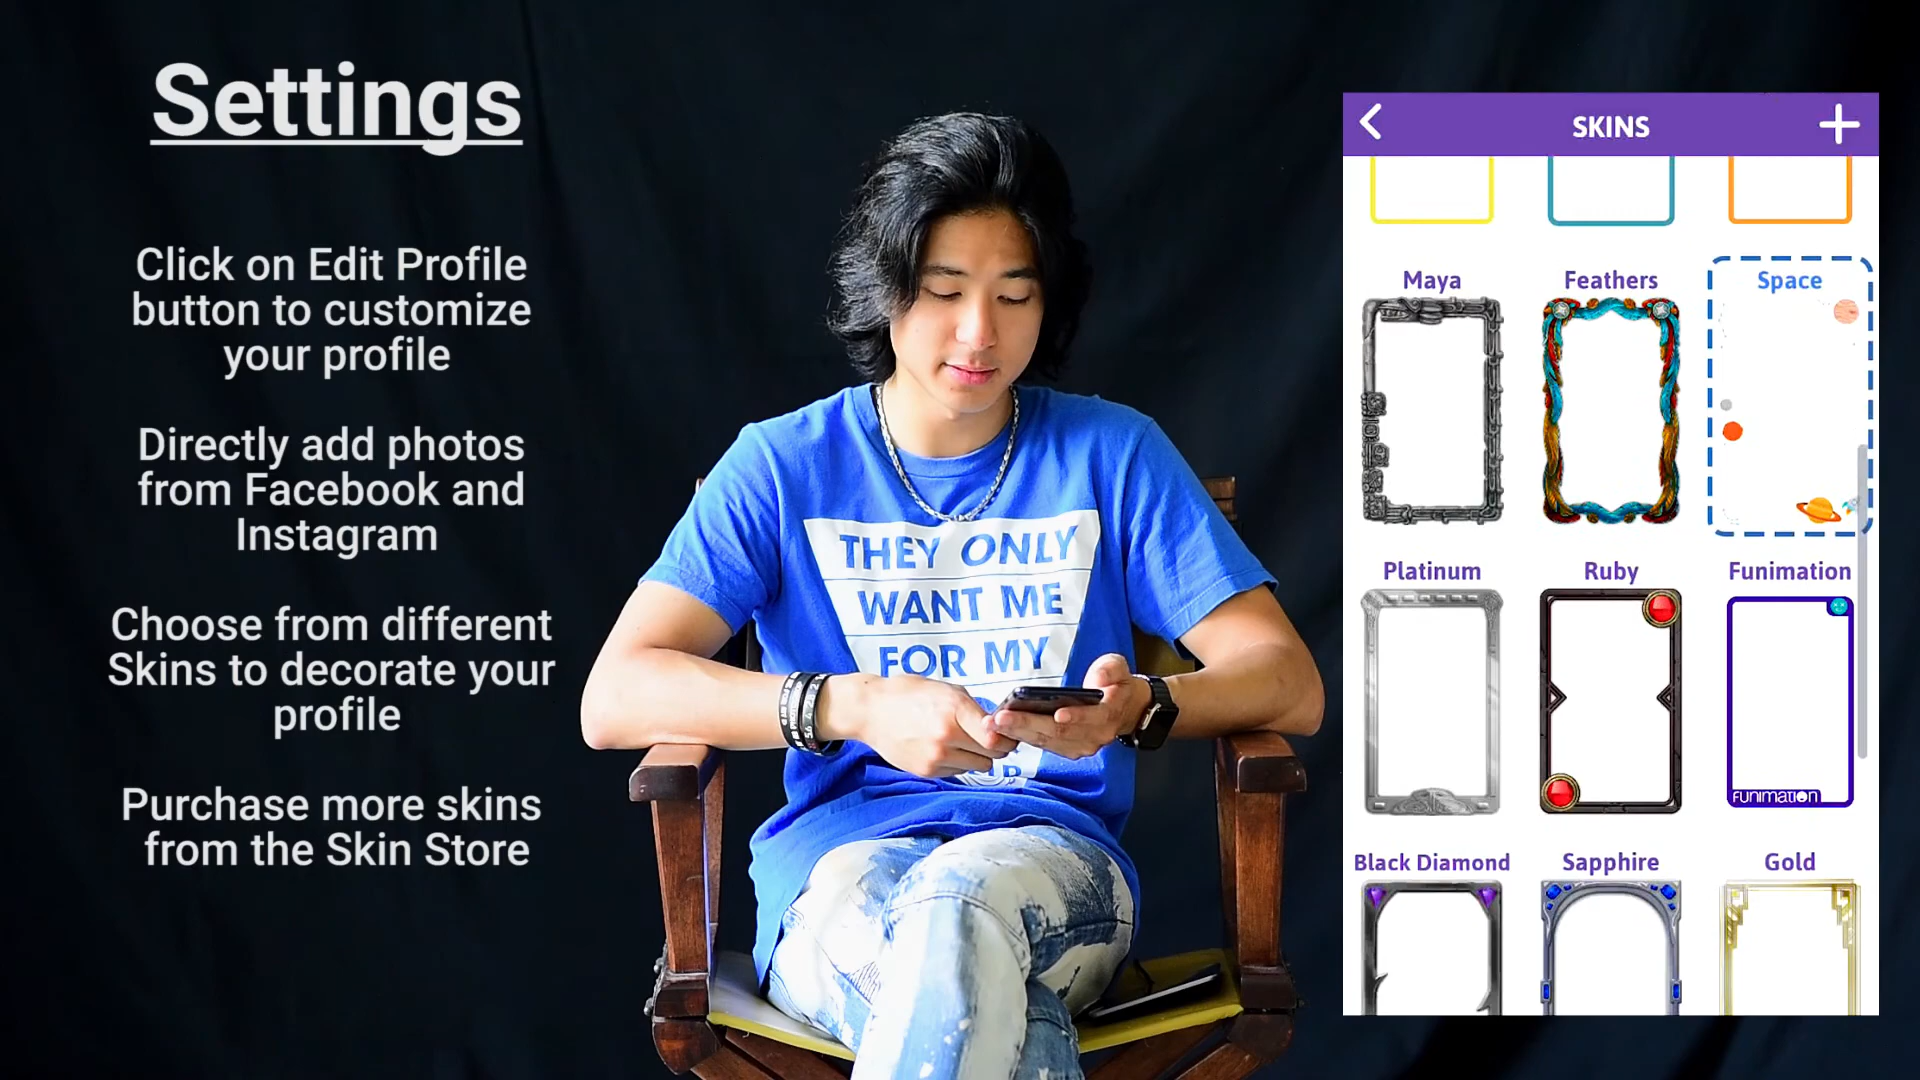 Settings
Click on Edit Profile
button to customize
your profile
Directly add photos
from Facebook and
Instagram
Choose from different
Skins to decorate your
profile
Purchase more skins
from the Skin Store
THEY ONLY
WANT ME
FOR MY
SKINS
Maya
Feathers
Space
Platinum
Ruby
Funimation
FUNIMATION
Black Diamond
Sapphire
Gold